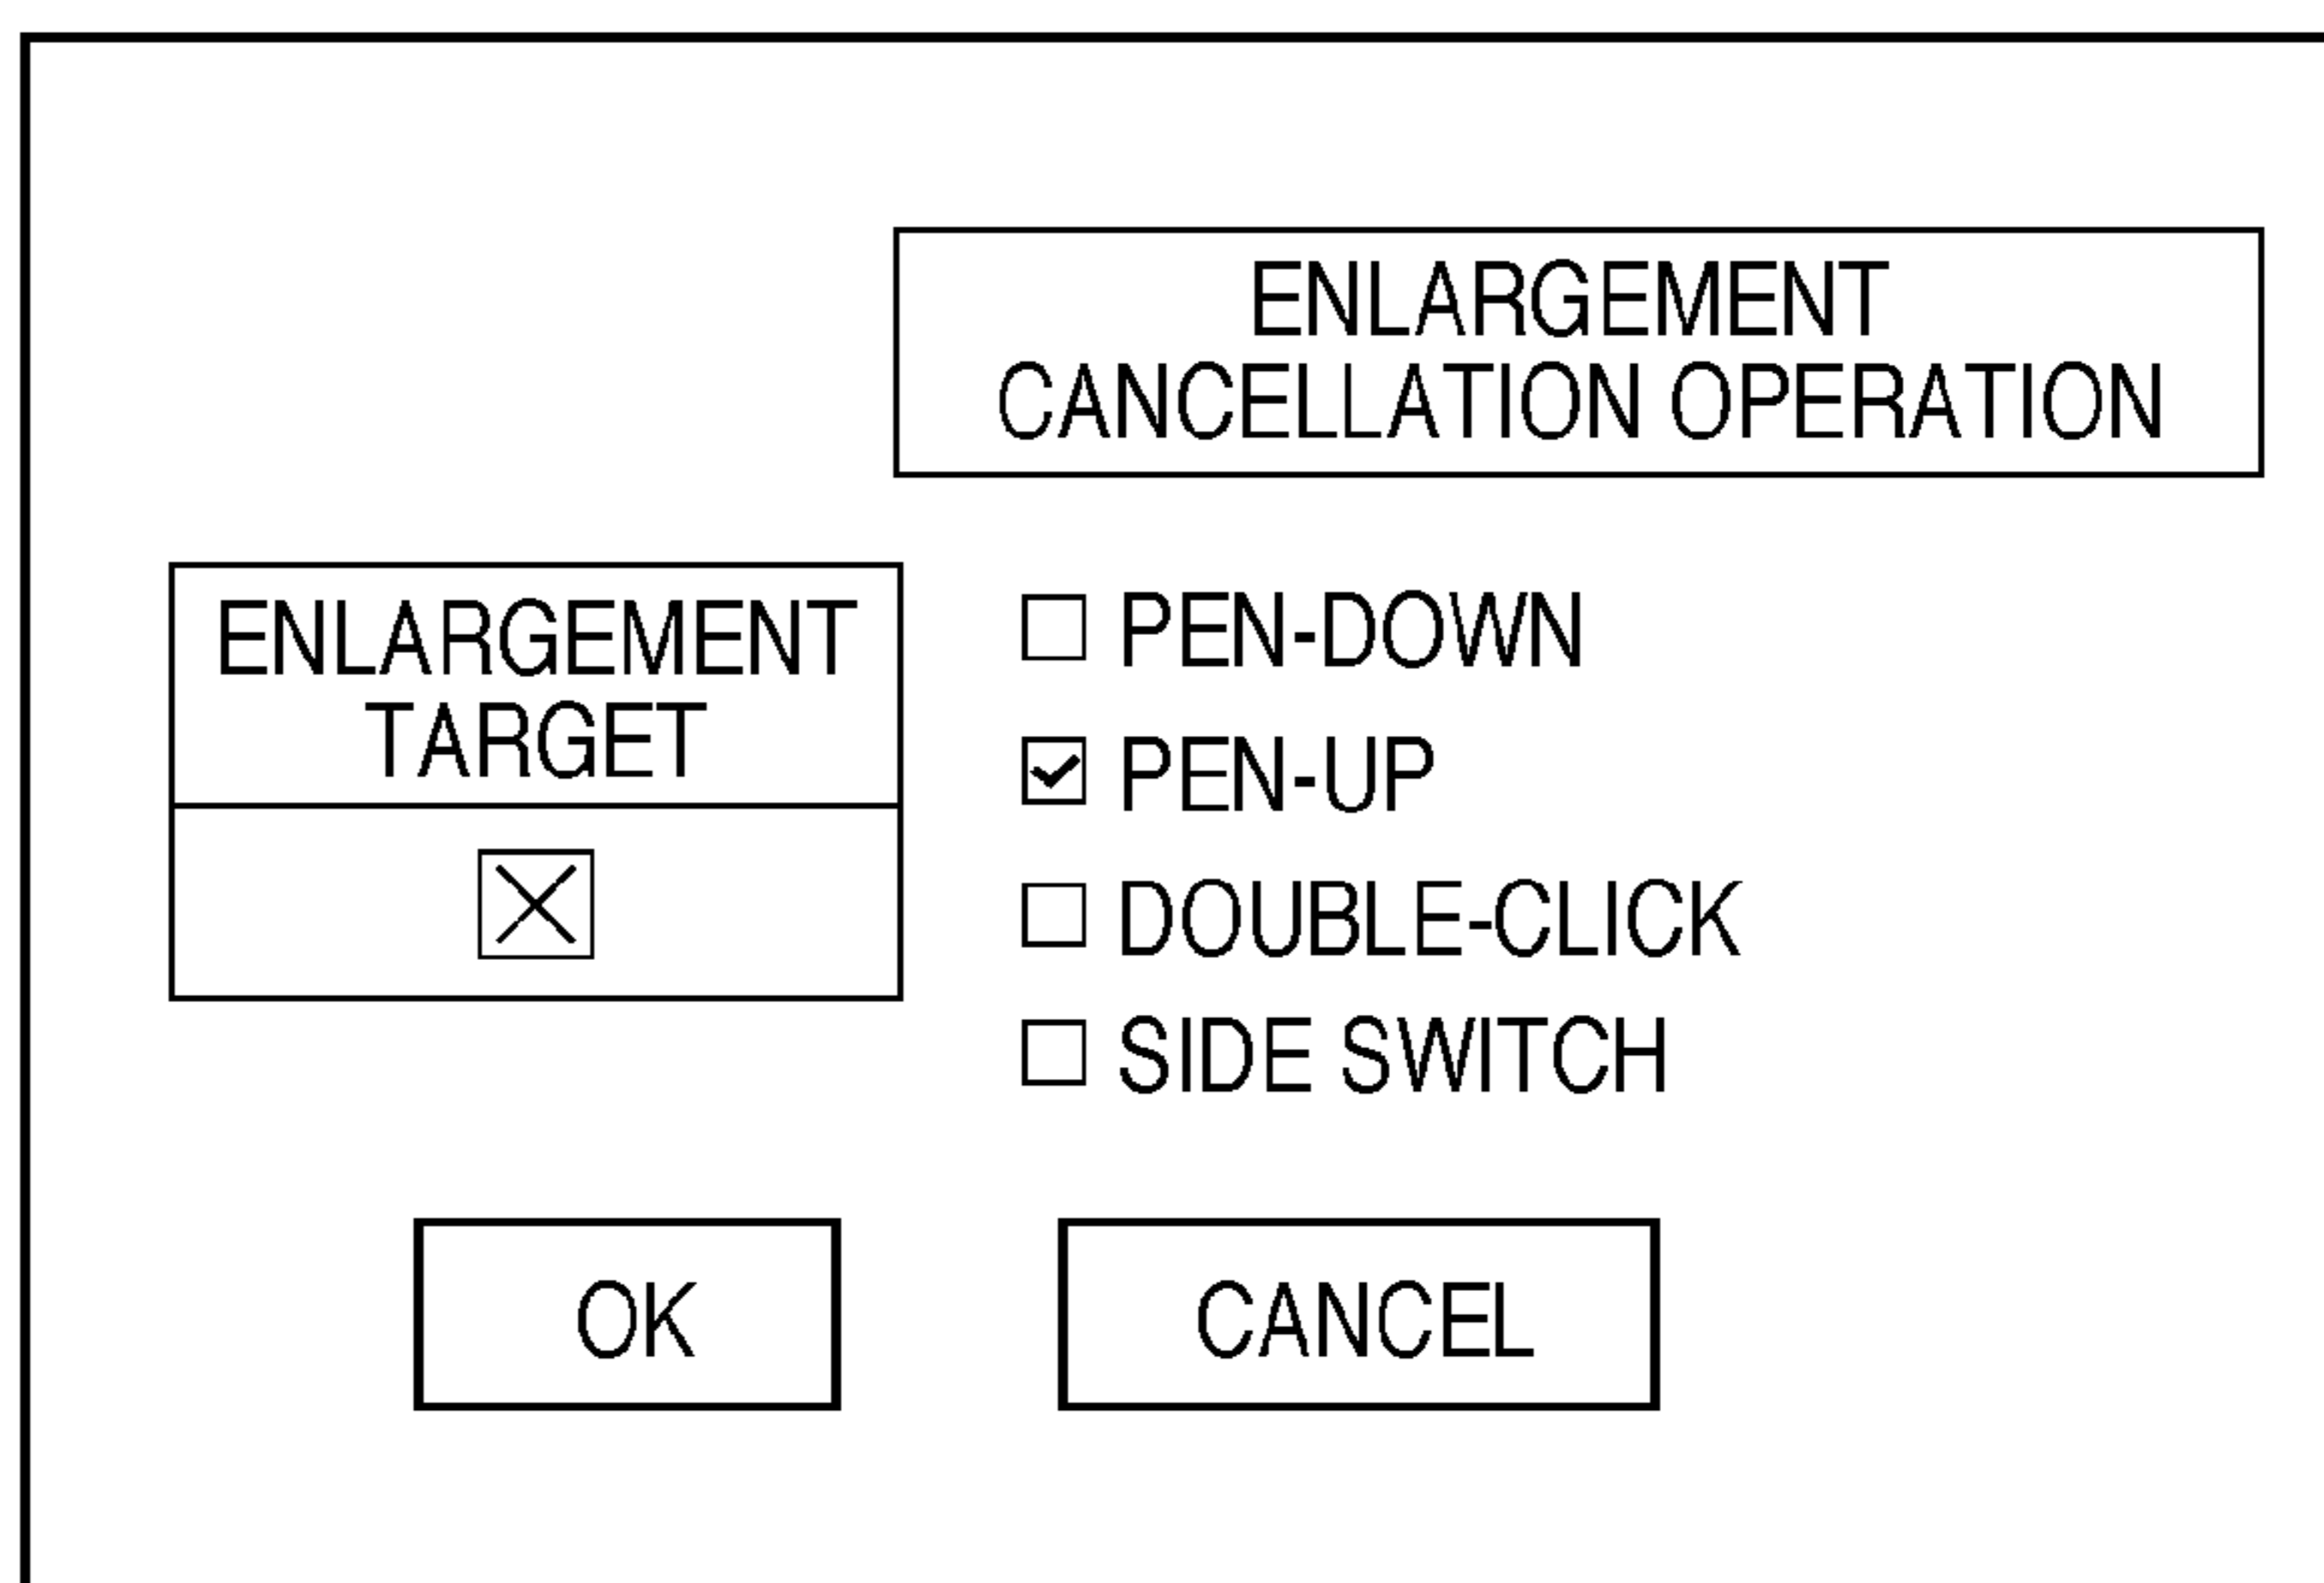 ENLARGEMENT
CANCELLATION OPERATION
ENLARGEMENT
TARGET
PEN-DOWN
PEN-UP
DOUBLE-CLICK
SIDE SWITCH
OK
CANCEL